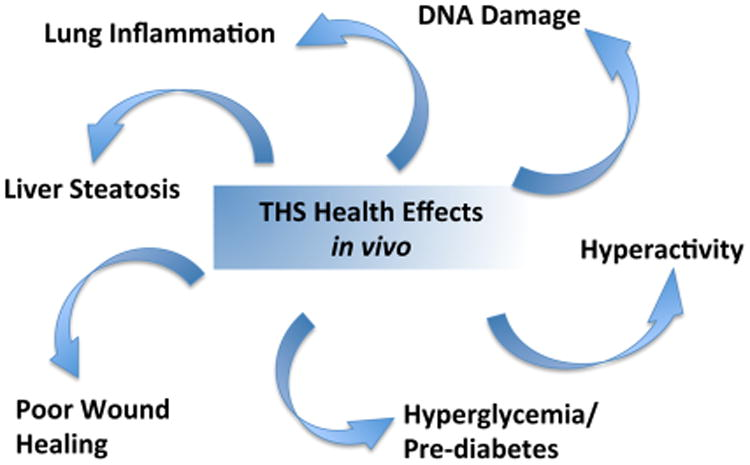 Lung Inflammation
DNA Damage
Liver Steatosis
THS Health Effects
in vivo
Hyperactivity
Poor Wound
Healing
Hyperglycemia/
Pre-diabetes